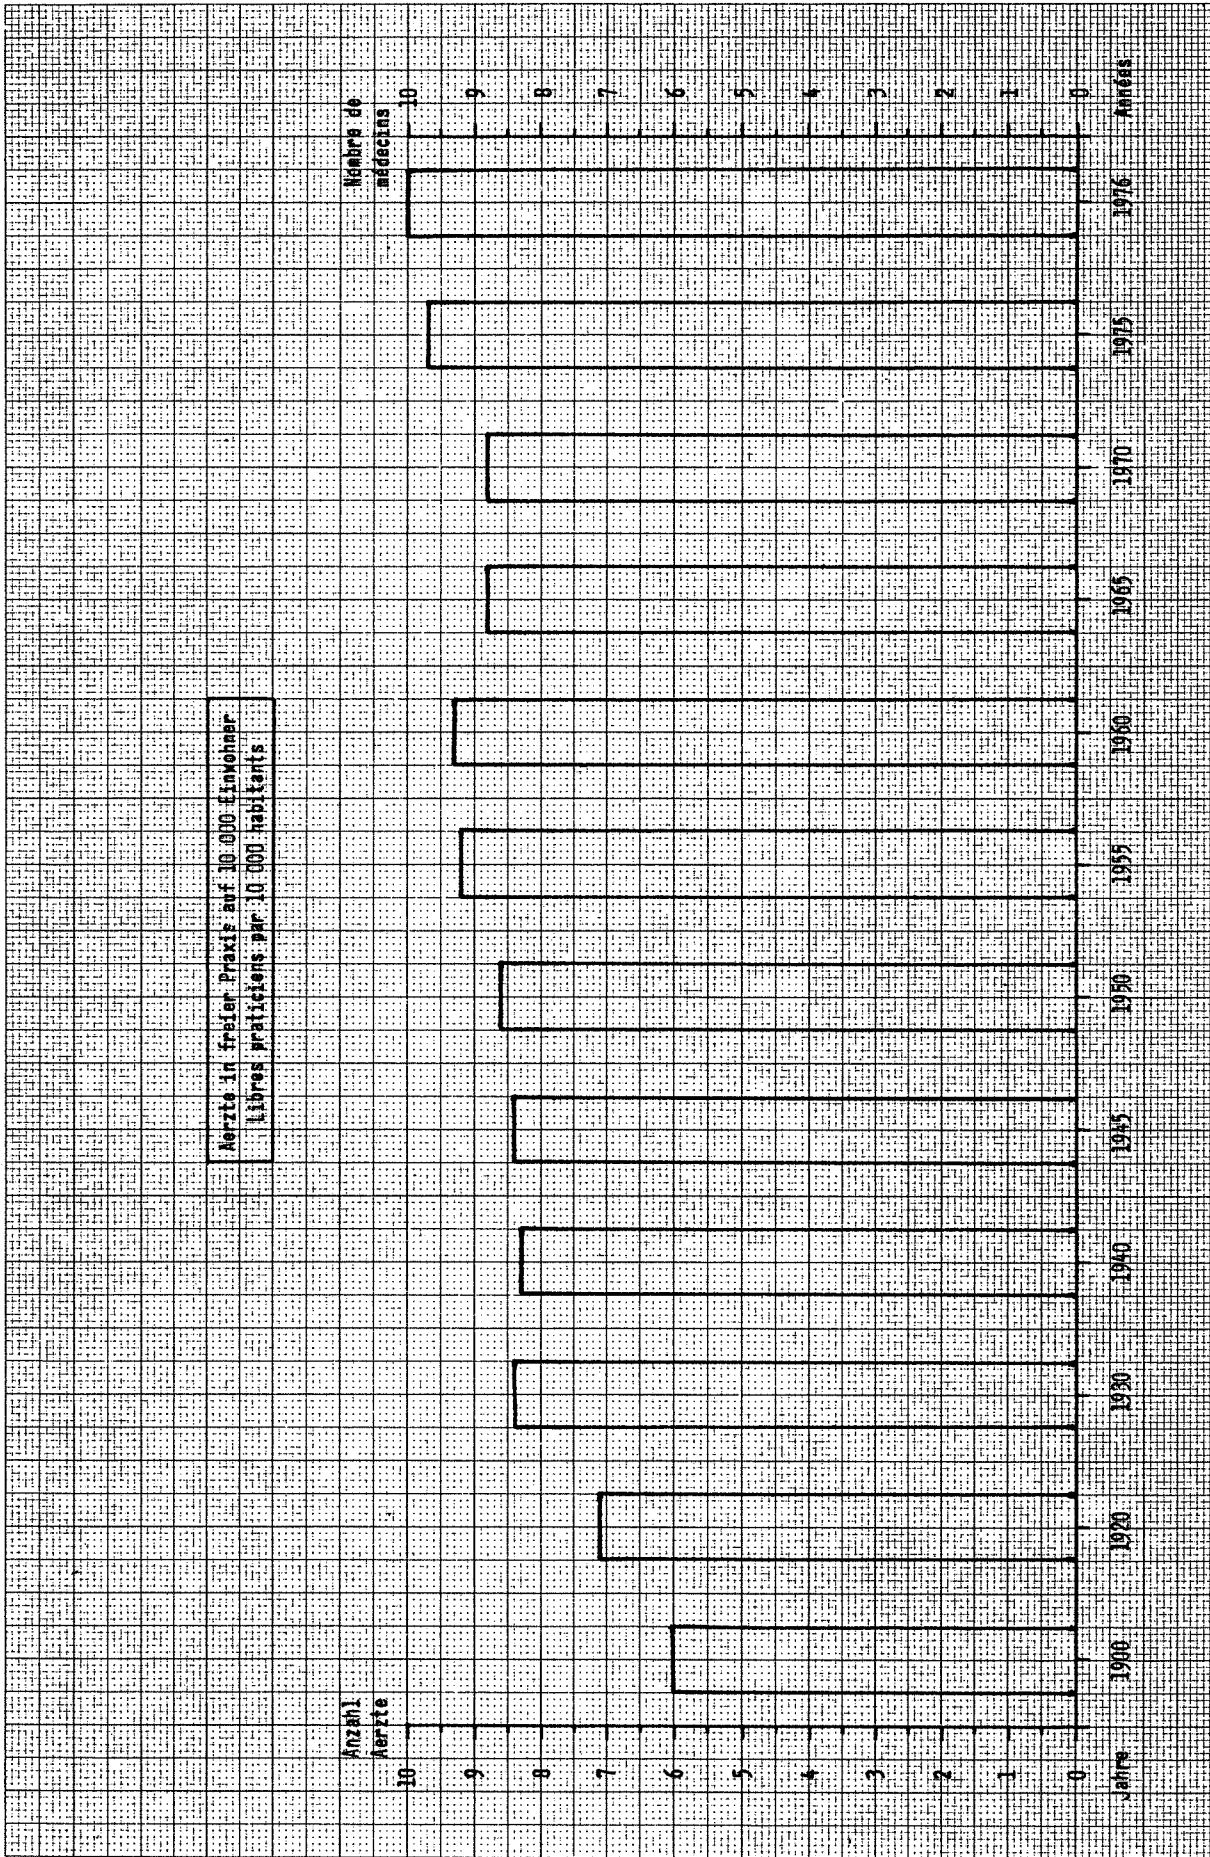 Aerzte in freier Praxis auf 10 000 Einwohner
Libres praticiens par 10 000 habitants
Anzahl
Aerzte
Nombre de
médecins
10 10
9 9
8 8
7 7
6 6
5 5
4 4
3 3
2 2
1 1
0 0
Jahre 1900 1920 1930 1940 1945 1950 1955 1960 1965 1970 1975 1976 Années